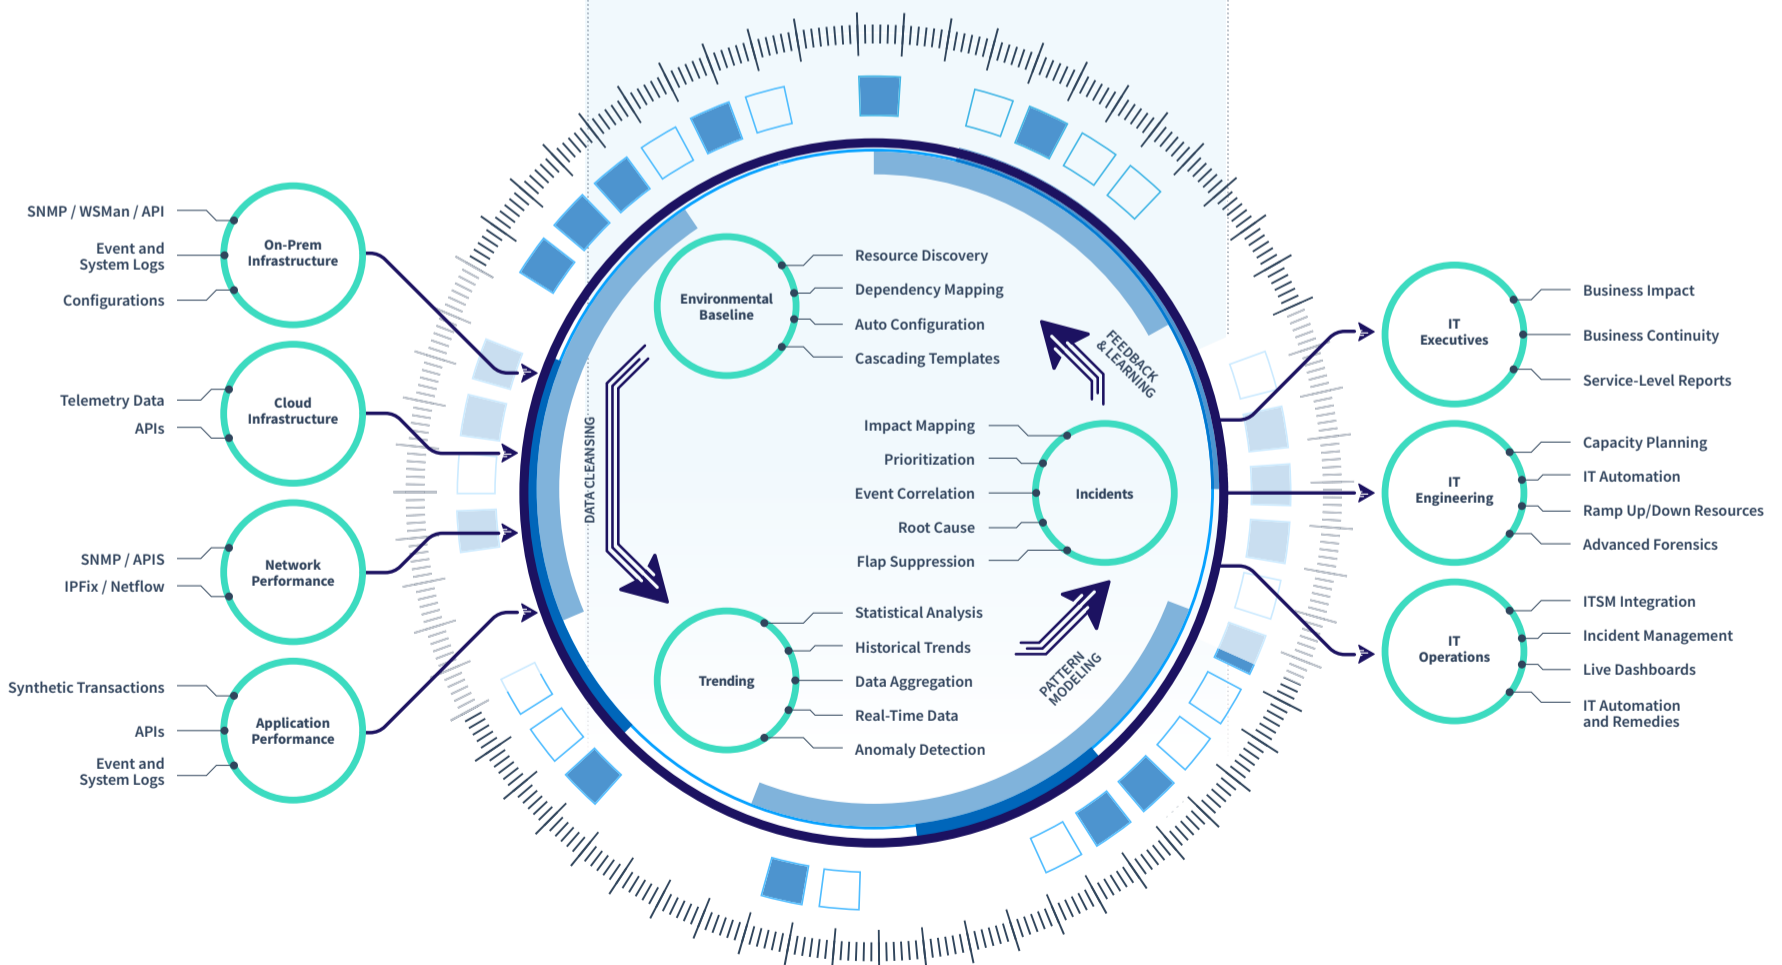 SNMP / WSMan / API
Event and
System Logs
Configurations
On-Prem
Infrastructure
Telemetry Data
APIs
Cloud
Infrastructure
SNMP / APIS
IPFix / Netflow
Network
Performance
Synthetic Transactions
APIs
Event and
System Logs
Application
Performance
Environmental
Baseline
Resource Discovery
Dependency Mapping
Auto Configuration
Cascading Templates
DATA CLEANSING
FEEDBACK
& LEARNING
Impact Mapping
Prioritization
Event Correlation
Root Cause
Flap Suppression
Incidents
Trending
Statistical Analysis
Historical Trends
Data Aggregation
Real-Time Data
Anomaly Detection
PATTERN
MODELING
IT
Executives
Business Impact
Business Continuity
Service-Level Reports
IT
Engineering
Capacity Planning
IT Automation
Ramp Up/Down Resources
Advanced Forensics
IT
Operations
ITSM Integration
Incident Management
Live Dashboards
IT Automation
and Remedies